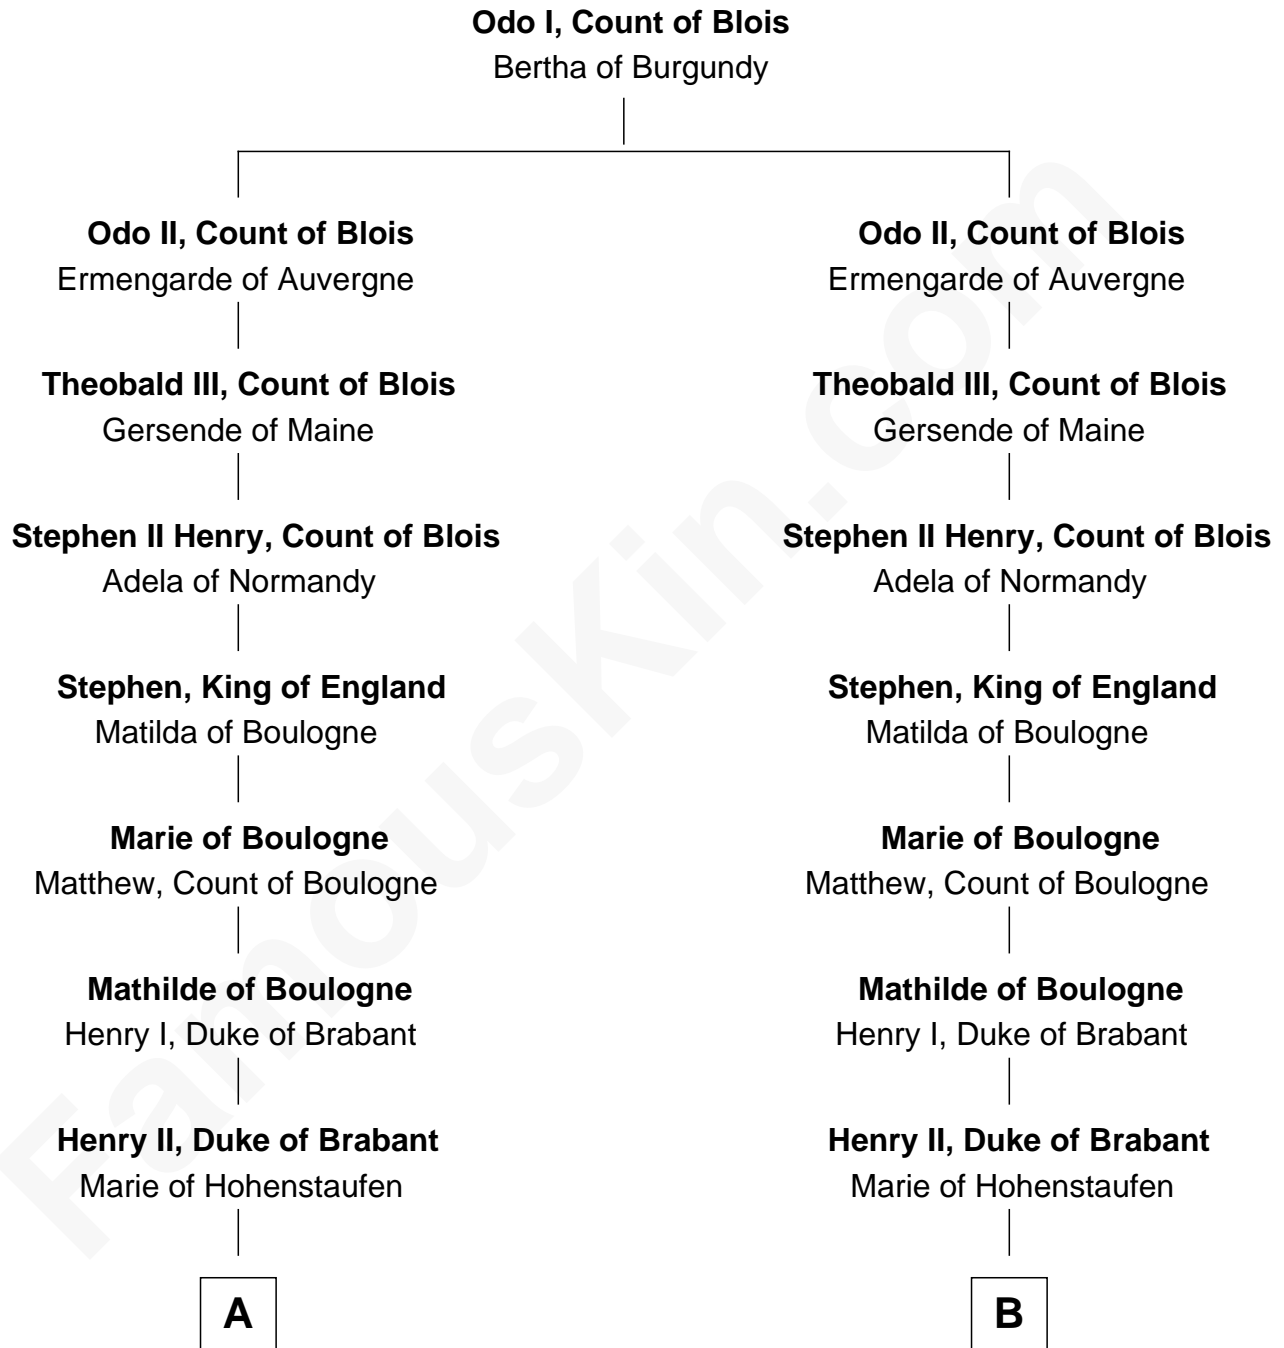 Odo I, Count of Blois
Bertha of Burgundy
Odo II, Count of Blois
Ermengarde of Auvergne
Theobald III, Count of Blois
Gersende of Maine
Stephen II Henry, Count of Blois
Adela of Normandy
Stephen, King of England
Matilda of Boulogne
Marie of Boulogne
Matthew, Count of Boulogne
Mathilde of Boulogne
Henry I, Duke of Brabant
Henry II, Duke of Brabant
Marie of Hohenstaufen
A
Odo II, Count of Blois
Ermengarde of Auvergne
Theobald III, Count of Blois
Gersende of Maine
Stephen II Henry, Count of Blois
Adela of Normandy
Stephen, King of England
Matilda of Boulogne
Marie of Boulogne
Matthew, Count of Boulogne
Mathilde of Boulogne
Henry I, Duke of Brabant
Henry II, Duke of Brabant
Marie of Hohenstaufen
B
FamousKin.com